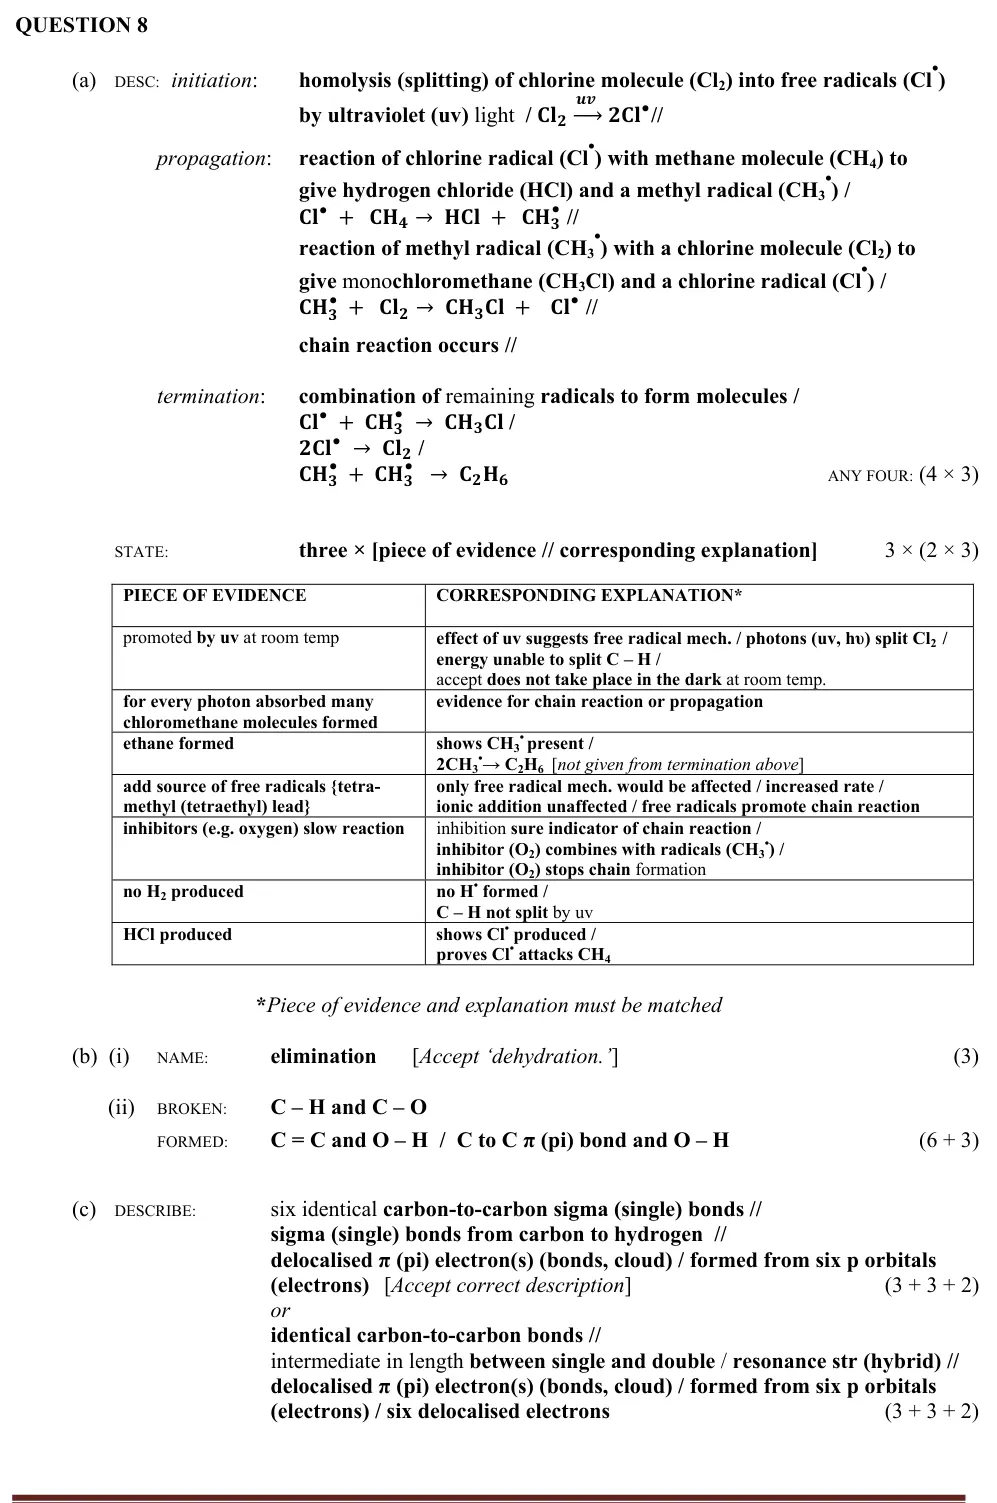 QUESTION 8
(a) DESC: initiation: homolysis (splitting) of chlorine molecule (Cl₂) into free radicals (Cl•)
by ultraviolet (uv) light / Cl₂ —uv→ 2Cl•//
propagation: reaction of chlorine radical (Cl•) with methane molecule (CH₄) to
give hydrogen chloride (HCl) and a methyl radical (CH₃•) /
Cl• + CH₄ → HCl + CH₃• //
reaction of methyl radical (CH₃•) with a chlorine molecule (Cl₂) to
give monochloromethane (CH₃Cl) and a chlorine radical (Cl•) /
CH₃• + Cl₂ → CH₃Cl + Cl• //
chain reaction occurs //
termination: combination of remaining radicals to form molecules /
Cl• + CH₃• → CH₃Cl /
2Cl• → Cl₂ /
CH₃• + CH₃• → C₂H₆ ANY FOUR: (4 × 3)
STATE: three × [piece of evidence // corresponding explanation] 3 × (2 × 3)
PIECE OF EVIDENCE CORRESPONDING EXPLANATION*
promoted by uv at room temp effect of uv suggests free radical mech. / photons (uv, hυ) split Cl₂ /
energy unable to split C – H /
accept does not take place in the dark at room temp.
for every photon absorbed many evidence for chain reaction or propagation
chloromethane molecules formed
ethane formed shows CH₃• present /
2CH₃•→ C₂H₆ [not given from termination above]
add source of free radicals {tetra- only free radical mech. would be affected / increased rate /
methyl (tetraethyl) lead} ionic addition unaffected / free radicals promote chain reaction
inhibitors (e.g. oxygen) slow reaction inhibition sure indicator of chain reaction /
inhibitor (O₂) combines with radicals (CH₃•) /
inhibitor (O₂) stops chain formation
no H₂ produced no H• formed /
C – H not split by uv
HCl produced shows Cl• produced /
proves Cl• attacks CH₄
*Piece of evidence and explanation must be matched
(b) (i) NAME: elimination [Accept ‘dehydration.’] (3)
(ii) BROKEN: C – H and C – O
FORMED: C = C and O – H / C to C π (pi) bond and O – H (6 + 3)
(c) DESCRIBE: six identical carbon-to-carbon sigma (single) bonds //
sigma (single) bonds from carbon to hydrogen //
delocalised π (pi) electron(s) (bonds, cloud) / formed from six p orbitals
(electrons) [Accept correct description] (3 + 3 + 2)
or
identical carbon-to-carbon bonds //
intermediate in length between single and double / resonance str (hybrid) //
delocalised π (pi) electron(s) (bonds, cloud) / formed from six p orbitals
(electrons) / six delocalised electrons (3 + 3 + 2)